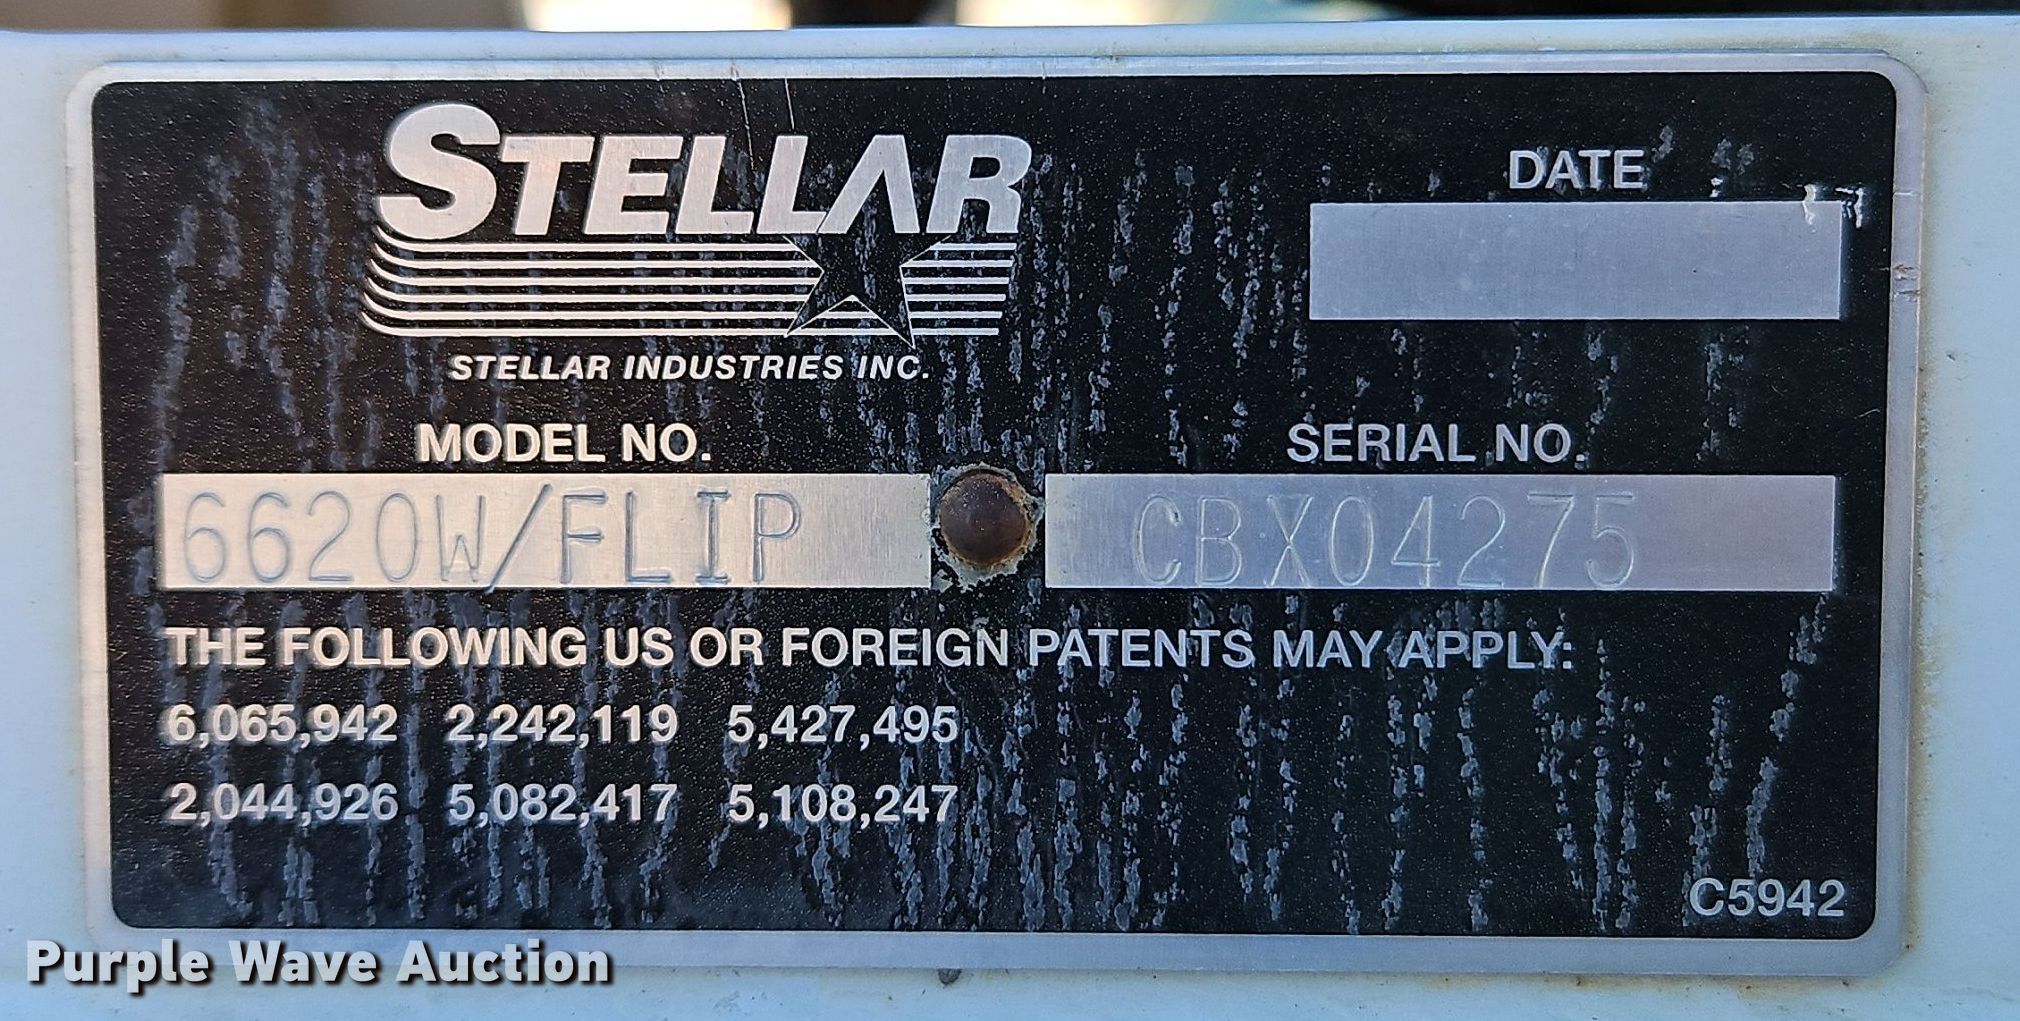 STELLAR
STELLAR INDUSTRIES INC.
DATE
MODEL NO.
6620W/FLIP
SERIAL NO.
CBX04275
THE FOLLOWING US OR FOREIGN PATENTS MAY APPLY:
6,065,942 2,242,119 5,427,495
2,044,926 5,082,417 5,108,247
C5942
Purple Wave Auction